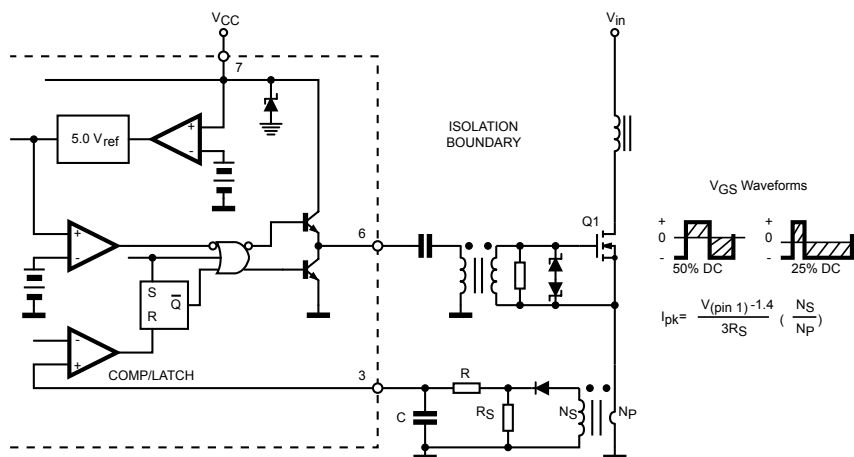 VCC
Vin
7
ISOLATION
BOUNDARY
5.0 Vref
+
-
VGS Waveforms
Q1
6
+
0
-
50% DC
+
0
-
25% DC
+
-
S
Q̅
R
Ipk= V(pin 1) -1.4 / 3RS ( NS / NP )
-
+
COMP/LATCH
3
R
C
RS
NS
NP